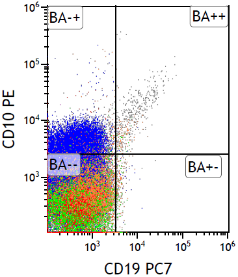 10⁶
BA-+
BA++
10⁵
CD10 PE
10⁴
BA--
BA+-
10³
10³ 10⁴ 10⁵ 10⁶
CD19 PC7